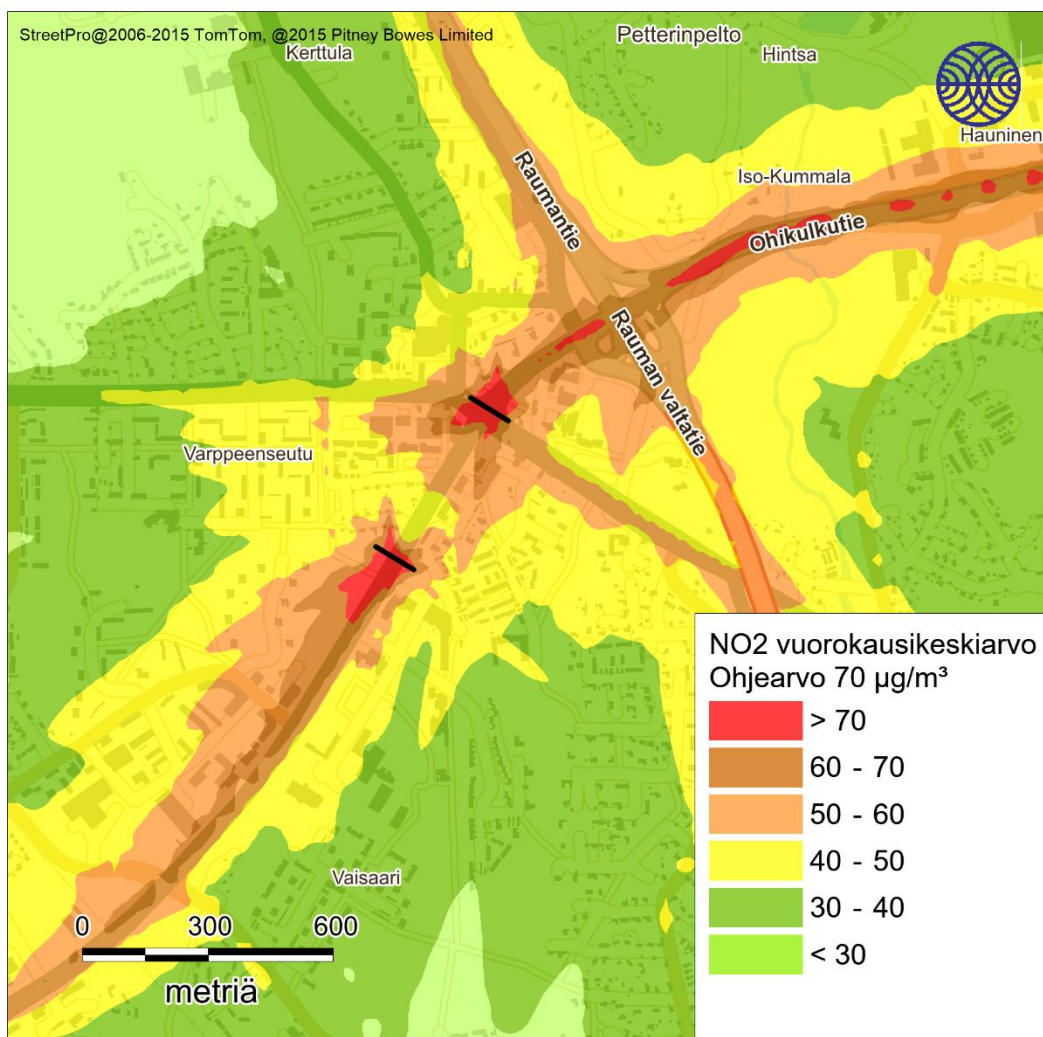 StreetPro@2006-2015 TomTom, @2015 Pitney Bowes Limited
Kerttula
Petterinpelto
Hintsa
Hauninen
Iso-Kummala
Raumantie
Ohikulkutie
Rauman valtatie
Varppeenseutu
Vaisaari
0 300 600
metriä
NO2 vuorokausikeskiarvo
Ohjearvo 70 µg/m³
> 70
60 - 70
50 - 60
40 - 50
30 - 40
< 30